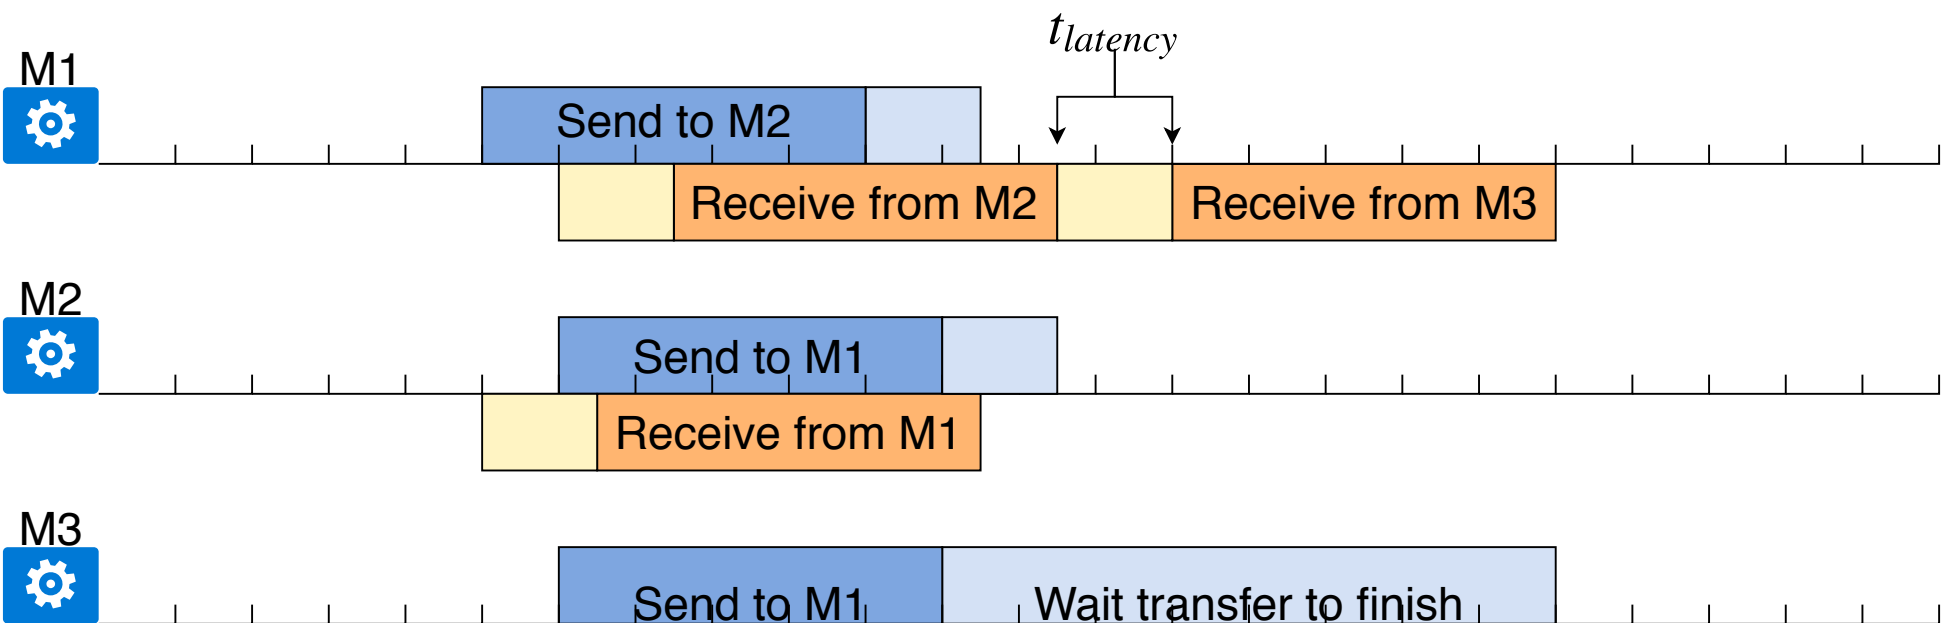 t_latency
M1
Send to M2
Receive from M2
Receive from M3
M2
Send to M1
Receive from M1
M3
Send to M1
Wait transfer to finish